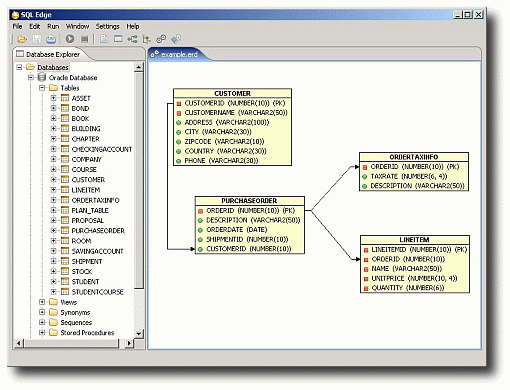 SQL Edge
File Edit Run Window Settings Help
Database Explorer
Databases
Oracle Database
Tables
ASSET
BOND
BOOK
BUILDING
CHAPTER
CHECKINGACCOUNT
COMPANY
COURSE
CUSTOMER
LINEITEM
ORDERTAXINFO
PLAN_TABLE
PROPOSAL
PURCHASEORDER
ROOM
SAVINGACCOUNT
SHIPMENT
STOCK
STUDENT
STUDENTCOURSE
Views
Synonyms
Sequences
Stored Procedures
example.erd
CUSTOMER
CUSTOMERID (NUMBER(10)) (PK)
CUSTOMERNAME (VARCHAR2(50))
ADDRESS (VARCHAR2(100))
CITY (VARCHAR2(30))
ZIPCODE (VARCHAR2(10))
COUNTRY (VARCHAR2(30))
PHONE (VARCHAR2(30))
PURCHASEORDER
ORDERID (NUMBER(10)) (PK)
DESCRIPTION (VARCHAR2(50))
ORDERDATE (DATE)
SHIPMENTID (NUMBER(10))
CUSTOMERID (NUMBER(10))
ORDERTAXINFO
ORDERID (NUMBER(10)) (PK)
TAXRATE (NUMBER(6, 4))
DESCRIPTION (VARCHAR2(50))
LINEITEM
LINEITEMID (NUMBER(10)) (PK)
ORDERID (NUMBER(10))
NAME (VARCHAR2(50))
UNITPRICE (NUMBER(10, 4))
QUANTITY (NUMBER(6))